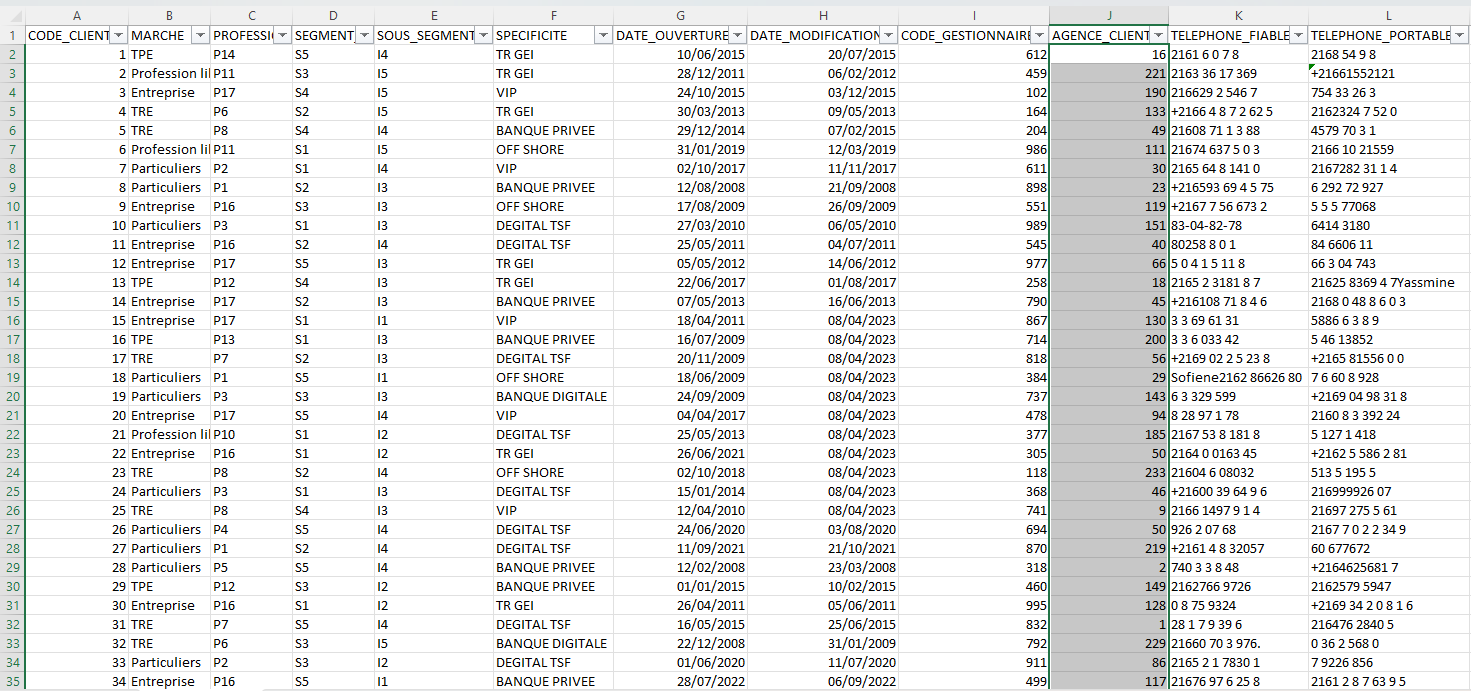 A B C D E F G H I J K L
1 CODE_CLIENT MARCHE PROFESSI SEGMENT_ SOUS_SEGMENT SPECIFICITE DATE_OUVERTURE DATE_MODIFICATION CODE_GESTIONNAIRE AGENCE_CLIENT TELEPHONE_FIABLE TELEPHONE_PORTABLE
2 1 TPE P14 S5 I4 TR GEI 10/06/2015 20/07/2015 612 16 2161 6 0 7 8 2168 54 9 8
3 2 Profession lil P11 S3 I5 TR GEI 28/12/2011 06/02/2012 459 221 2163 36 17 369 +21661552121
4 3 Entreprise P17 S4 I5 VIP 24/10/2015 03/12/2015 102 190 216629 2 546 7 754 33 26 3
5 4 TRE P6 S2 I5 TR GEI 30/03/2013 09/05/2013 164 133 +2166 4 8 7 2 62 5 2162324 7 52 0
6 5 TRE P8 S4 I4 BANQUE PRIVEE 29/12/2014 07/02/2015 204 49 21608 71 1 3 88 4579 70 3 1
7 6 Profession lil P11 S1 I5 OFF SHORE 31/01/2019 12/03/2019 986 111 21674 637 5 0 3 2166 10 21559
8 7 Particuliers P2 S1 I4 VIP 02/10/2017 11/11/2017 611 30 2165 64 8 141 0 2167282 31 1 4
9 8 Particuliers P1 S2 I3 BANQUE PRIVEE 12/08/2008 21/09/2008 898 23 +216593 69 4 5 75 6 292 72 927
10 9 Entreprise P16 S3 I3 OFF SHORE 17/08/2009 26/09/2009 551 119 +2167 7 56 673 2 5 5 5 77068
11 10 Particuliers P3 S1 I3 DEGITAL TSF 27/03/2010 06/05/2010 989 151 83-04-82-78 6414 3180
12 11 Entreprise P16 S2 I4 DEGITAL TSF 25/05/2011 04/07/2011 545 40 80258 8 0 1 84 6606 11
13 12 Entreprise P17 S5 I3 TR GEI 05/05/2012 14/06/2012 977 66 5 0 4 1 5 11 8 66 3 04 743
14 13 TPE P12 S4 I3 TR GEI 22/06/2017 01/08/2017 258 18 2165 2 3181 8 7 21625 8369 4 7Yassmine
15 14 Entreprise P17 S2 I3 BANQUE PRIVEE 07/05/2013 16/06/2013 790 45 +216108 71 8 4 6 2168 0 48 8 6 0 3
16 15 Entreprise P17 S1 I1 VIP 18/04/2011 08/04/2023 867 130 3 3 69 61 31 5886 6 3 8 9
17 16 TPE P13 S1 I3 BANQUE PRIVEE 16/07/2009 08/04/2023 714 200 3 3 6 033 42 5 46 13852
18 17 TRE P7 S2 I3 DEGITAL TSF 20/11/2009 08/04/2023 818 56 +2169 02 2 5 23 8 +2165 81556 0 0
19 18 Particuliers P1 S5 I1 OFF SHORE 18/06/2009 08/04/2023 384 29 Sofiene2162 86626 80 7 6 60 8 928
20 19 Particuliers P3 S3 I3 BANQUE DIGITALE 24/09/2009 08/04/2023 737 143 6 3 329 599 +2169 04 98 31 8
21 20 Entreprise P17 S5 I4 VIP 04/04/2017 08/04/2023 478 94 8 28 97 1 78 2160 8 3 392 24
22 21 Profession lil P10 S1 I2 DEGITAL TSF 25/05/2013 08/04/2023 377 185 2167 53 8 181 8 5 127 1 418
23 22 Entreprise P16 S1 I2 TR GEI 26/06/2021 08/04/2023 305 50 2164 0 0163 45 +2162 5 586 2 81
24 23 TRE P8 S2 I4 OFF SHORE 02/10/2018 08/04/2023 118 233 21604 6 08032 513 5 195 5
25 24 Particuliers P3 S1 I3 DEGITAL TSF 15/01/2014 08/04/2023 368 46 +21600 39 64 9 6 216999926 07
26 25 TRE P8 S4 I3 VIP 12/04/2010 08/04/2023 741 9 2166 1497 9 1 4 21697 275 5 61
27 26 Particuliers P4 S5 I4 DEGITAL TSF 24/06/2020 03/08/2020 694 50 926 2 07 68 2167 7 0 2 2 34 9
28 27 Particuliers P1 S2 I4 DEGITAL TSF 11/09/2021 21/10/2021 870 219 +2161 4 8 32057 60 677672
29 28 Particuliers P5 S5 I4 BANQUE PRIVEE 12/02/2008 23/03/2008 318 2 740 3 3 8 48 +2164625681 7
30 29 TPE P12 S3 I2 BANQUE PRIVEE 01/01/2015 10/02/2015 460 149 2162766 9726 2162579 5947
31 30 Entreprise P16 S1 I2 TR GEI 26/04/2011 05/06/2011 995 128 0 8 75 9324 +2169 34 2 0 8 1 6
32 31 TRE P7 S5 I4 DEGITAL TSF 16/05/2015 25/06/2015 832 1 28 1 7 9 39 6 216476 2840 5
33 32 TRE P6 S3 I5 BANQUE DIGITALE 22/12/2008 31/01/2009 792 229 21660 70 3 976. 0 36 2 568 0
34 33 Particuliers P2 S3 I2 DEGITAL TSF 01/06/2020 11/07/2020 911 86 2165 2 1 7830 1 7 9226 856
35 34 Entreprise P16 S5 I1 BANQUE PRIVEE 28/07/2022 06/09/2022 499 117 21676 97 6 25 8 2161 2 8 7 63 9 5